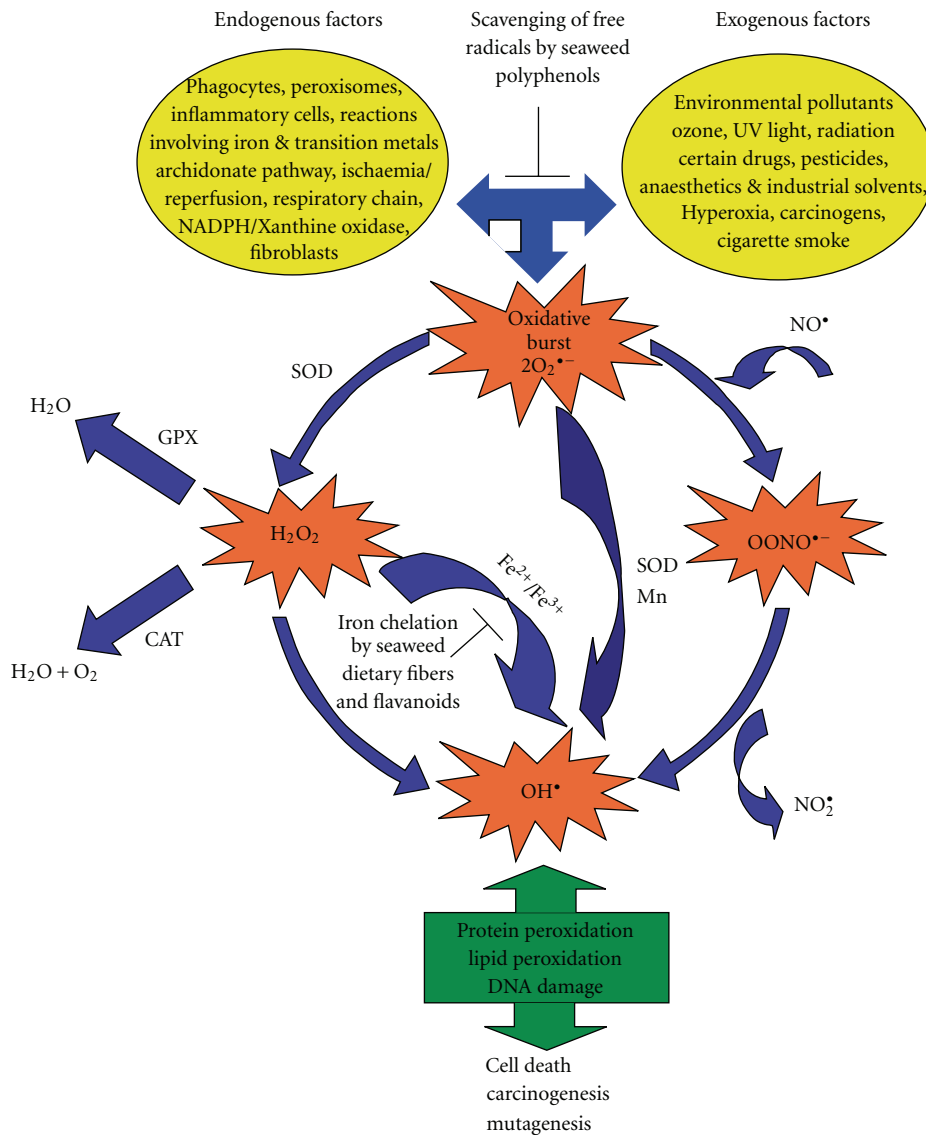 Endogenous factors
Phagocytes, peroxisomes,
inflammatory cells, reactions
involving iron & transition metals
archidonate pathway, ischaemia/
reperfusion, respiratory chain,
NADPH/Xanthine oxidase,
fibroblasts
Scavenging of free
radicals by seaweed
polyphenols
Exogenous factors
Environmental pollutants
ozone, UV light, radiation
certain drugs, pesticides,
anaesthetics & industrial solvents,
Hyperoxia, carcinogens,
cigarette smoke
Oxidative
burst
2O₂•⁻
NO•
SOD
H₂O
GPX
H₂O₂
OONO•⁻
SOD
Mn
Fe²⁺/Fe³⁺
Iron chelation
by seaweed
dietary fibers
and flavanoids
CAT
H₂O + O₂
OH•
NO₂•
Protein peroxidation
lipid peroxidation
DNA damage
Cell death
carcinogenesis
mutagenesis